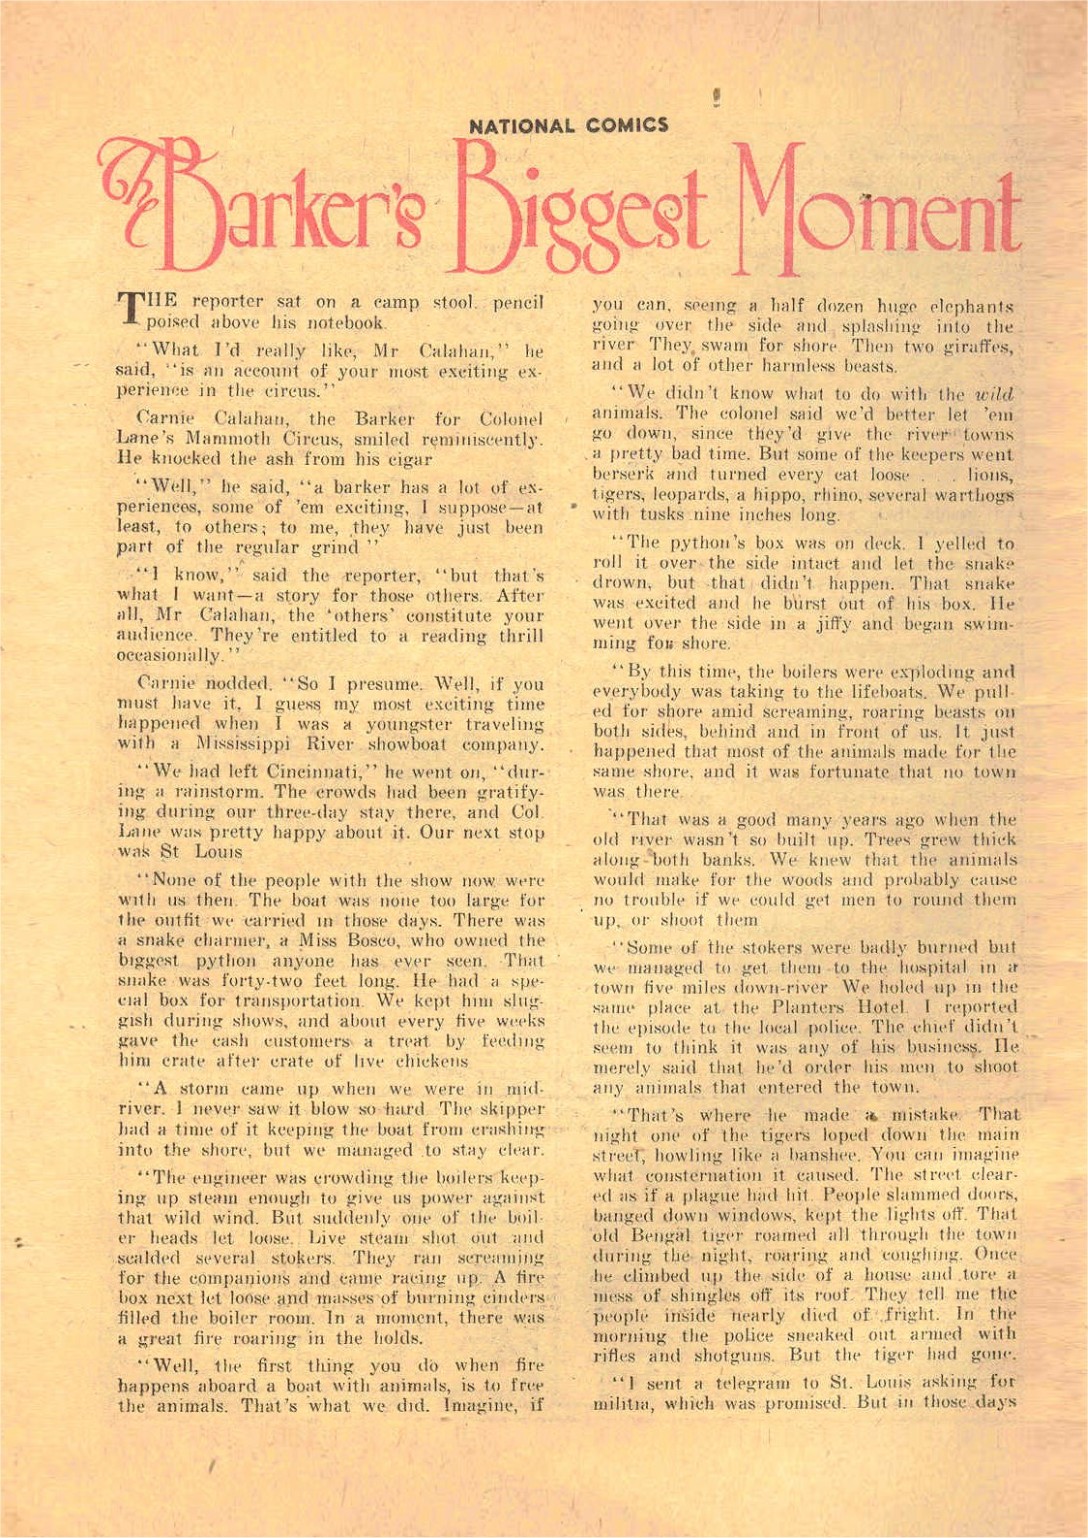 NATIONAL COMICS
The Barker's Biggest Moment
THE reporter sat on a camp stool. pencil
poised above his notebook.
"What I'd really like, Mr Calahan," he
said, "is an account of your most exciting ex-
perience in the circus."
Carnie Calahan, the Barker for Colonel
Lane's Mammoth Circus, smiled reminiscently.
He knocked the ash from his cigar
"Well," he said, "a barker has a lot of ex-
periences, some of 'em exciting, I suppose—at
least, to others; to me, they have just been
part of the regular grind"
"I know," said the reporter, "but that's
what I want—a story for those others. After
all, Mr Calahan, the 'others' constitute your
audience. They're entitled to a reading thrill
occasionally."
Carnie nodded. "So I presume. Well, if you
must have it, I guess my most exciting time
happened when I was a youngster traveling
with a Mississippi River showboat company.
"We had left Cincinnati," he went on, "dur-
ing a rainstorm. The crowds had been gratify-
ing during our three-day stay there, and Col.
Lane was pretty happy about it. Our next stop
was St Louis
"None of the people with the show now were
with us then. The boat was none too large for
the outfit we carried in those days. There was
a snake charmer, a Miss Bosco, who owned the
biggest python anyone has ever seen. That
snake was forty-two feet long. He had a spe-
cial box for transportation. We kept him slug-
gish during shows, and about every five weeks
gave the cash customers a treat by feeding
him crate after crate of live chickens
"A storm came up when we were in mid-
river. I never saw it blow so hard. The skipper
had a time of it keeping the boat from crashing
into the shore, but we managed to stay clear.
"The engineer was crowding the boilers keep-
ing up steam enough to give us power against
that wild wind. But suddenly one of the boil-
er heads let loose. Live steam shot out and
scalded several stokers. They ran screaming
for the companions and came racing up. A fire
box next let loose and masses of burning cinders
filled the boiler room. In a moment, there was
a great fire roaring in the holds.
"Well, the first thing you do when fire
happens aboard a boat with animals, is to free
the animals. That's what we did. Imagine, if
you can, seeing a half dozen huge elephants
going over the side and splashing into the
river They swam for shore. Then two giraffes,
and a lot of other harmless beasts.
"We didn't know what to do with the wild
animals. The colonel said we'd better let 'em
go down, since they'd give the river towns
a pretty bad time. But some of the keepers went
berserk and turned every cat loose . . . lions,
tigers, leopards, a hippo, rhino, several warthogs
with tusks nine inches long.
"The python's box was on deck. I yelled to
roll it over the side intact and let the snake
drown, but that didn't happen. That snake
was excited and he burst out of his box. He
went over the side in a jiffy and began swim-
ming for shore.
"By this time, the boilers were exploding and
everybody was taking to the lifeboats. We pull-
ed for shore amid screaming, roaring beasts on
both sides, behind and in front of us. It just
happened that most of the animals made for the
same shore, and it was fortunate that no town
was there.
"That was a good many years ago when the
old river wasn't so built up. Trees grew thick
along both banks. We knew that the animals
would make for the woods and probably cause
no trouble if we could get men to round them
up, or shoot them
"Some of the stokers were badly burned but
we managed to get them to the hospital in a
town five miles down-river We holed up in the
same place at the Planters Hotel. I reported
the episode to the local police. The chief didn't
seem to think it was any of his business. He
merely said that he'd order his men to shoot
any animals that entered the town.
"That's where he made a mistake. That
night one of the tigers loped down the main
street, howling like a banshee. You can imagine
what consternation it caused. The street clear-
ed as if a plague had hit. People slammed doors,
banged down windows, kept the lights off. That
old Bengal tiger roamed all through the town
during the night, roaring and coughing. Once
he climbed up the side of a house and tore a
mess of shingles off its roof. They tell me the
people inside nearly died of fright. In the
morning the police sneaked out armed with
rifles and shotguns. But the tiger had gone.
"I sent a telegram to St. Louis asking for
militia, which was promised. But in those days